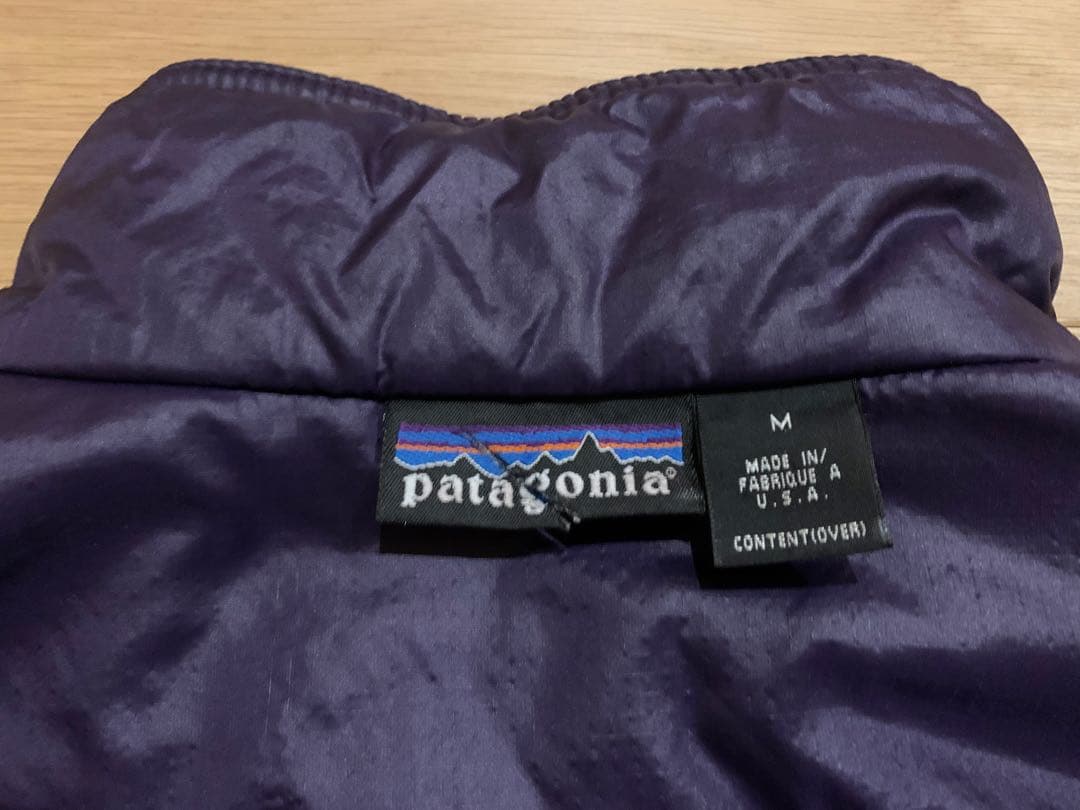 patagonia®
M
MADE IN/
FABRIQUE A
U.S.A.
CONTENT(OVER)